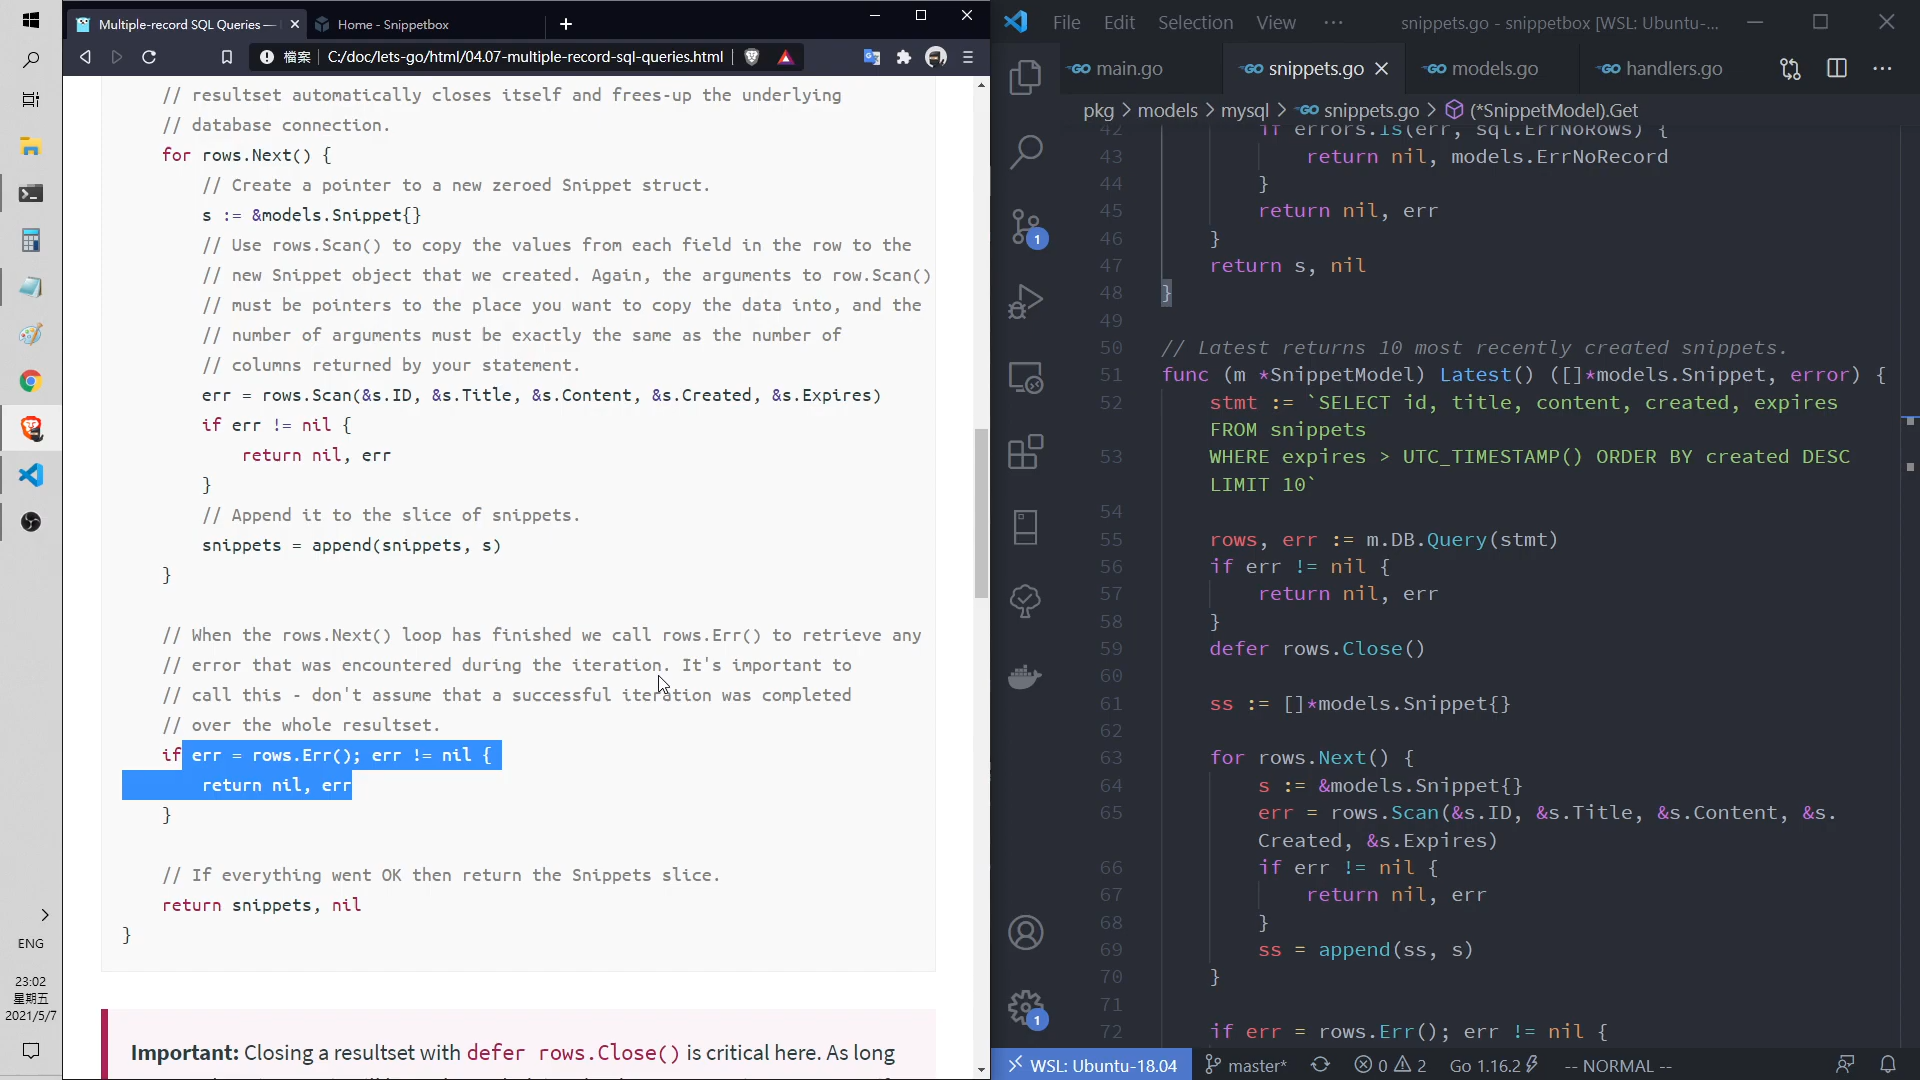 Multiple-record SQL Queries —
Home - Snippetbox
檔案
C:/doc/lets-go/html/04.07-multiple-record-sql-queries.html
// resultset automatically closes itself and frees-up the underlying
// database connection.
for rows.Next() {
// Create a pointer to a new zeroed Snippet struct.
s := &models.Snippet{}
// Use rows.Scan() to copy the values from each field in the row to the
// new Snippet object that we created. Again, the arguments to row.Scan()
// must be pointers to the place you want to copy the data into, and the
// number of arguments must be exactly the same as the number of
// columns returned by your statement.
err = rows.Scan(&s.ID, &s.Title, &s.Content, &s.Created, &s.Expires)
if err != nil {
return nil, err
}
// Append it to the slice of snippets.
snippets = append(snippets, s)
}
// When the rows.Next() loop has finished we call rows.Err() to retrieve any
// error that was encountered during the iteration. It's important to
// call this - don't assume that a successful iteration was completed
// over the whole resultset.
if err = rows.Err(); err != nil {
return nil, err
}
// If everything went OK then return the Snippets slice.
return snippets, nil
}
Important: Closing a resultset with defer rows.Close() is critical here. As long
ENG
23:02
星期五
2021/5/7
File Edit Selection View ··· snippets.go - snippetbox [WSL: Ubuntu-...
GO main.go
GO snippets.go
GO models.go
GO handlers.go
pkg > models > mysql > GO snippets.go > (*SnippetModel).Get
42 if errors.Is(err, sql.ErrNoRows) {
43 return nil, models.ErrNoRecord
44 }
45 return nil, err
46 }
47 return s, nil
48 }
49
50 // Latest returns 10 most recently created snippets.
51 func (m *SnippetModel) Latest() ([]*models.Snippet, error) {
52 stmt := `SELECT id, title, content, created, expires
FROM snippets
53 WHERE expires > UTC_TIMESTAMP() ORDER BY created DESC
LIMIT 10`
54
55 rows, err := m.DB.Query(stmt)
56 if err != nil {
57 return nil, err
58 }
59 defer rows.Close()
60
61 ss := []*models.Snippet{}
62
63 for rows.Next() {
64 s := &models.Snippet{}
65 err = rows.Scan(&s.ID, &s.Title, &s.Content, &s.
Created, &s.Expires)
66 if err != nil {
67 return nil, err
68 }
69 ss = append(ss, s)
70 }
71
72 if err = rows.Err(); err != nil {
1
1
WSL: Ubuntu-18.04 master* 0 2 Go 1.16.2 -- NORMAL --